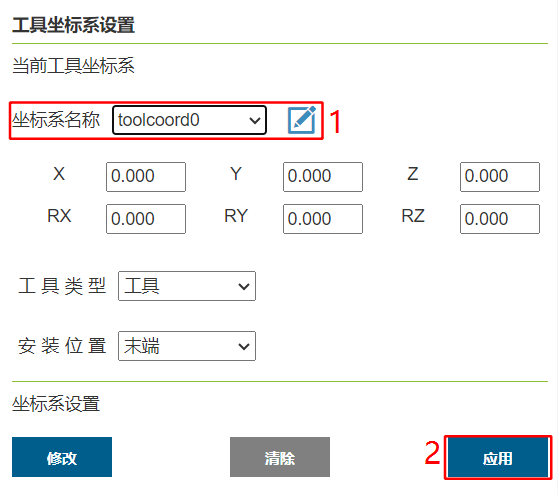 工具坐标系设置
当前工具坐标系
坐标系名称 toolcoord0 1
X 0.000 Y 0.000 Z 0.000
RX 0.000 RY 0.000 RZ 0.000
工具类型 工具
安装位置 末端
坐标系设置
修改 清除 2 应用